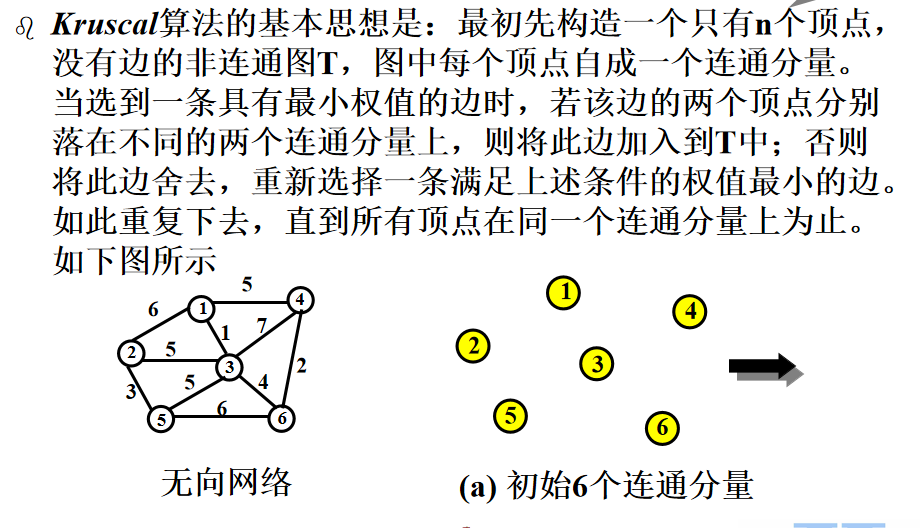 Kruscal算法的基本思想是：最初先构造一个只有n个顶点，
没有边的非连通图T，图中每个顶点自成一个连通分量。
当选到一条具有最小权值的边时，若该边的两个顶点分别
落在不同的两个连通分量上，则将此边加入到T中；否则
将此边舍去，重新选择一条满足上述条件的权值最小的边。
如此重复下去，直到所有顶点在同一个连通分量上为止。
如下图所示
5
6 1 4
1 7
2 5 3
3 5 4 2
5 6 6
无向网络
1
4
2
3
5
6
(a) 初始6个连通分量